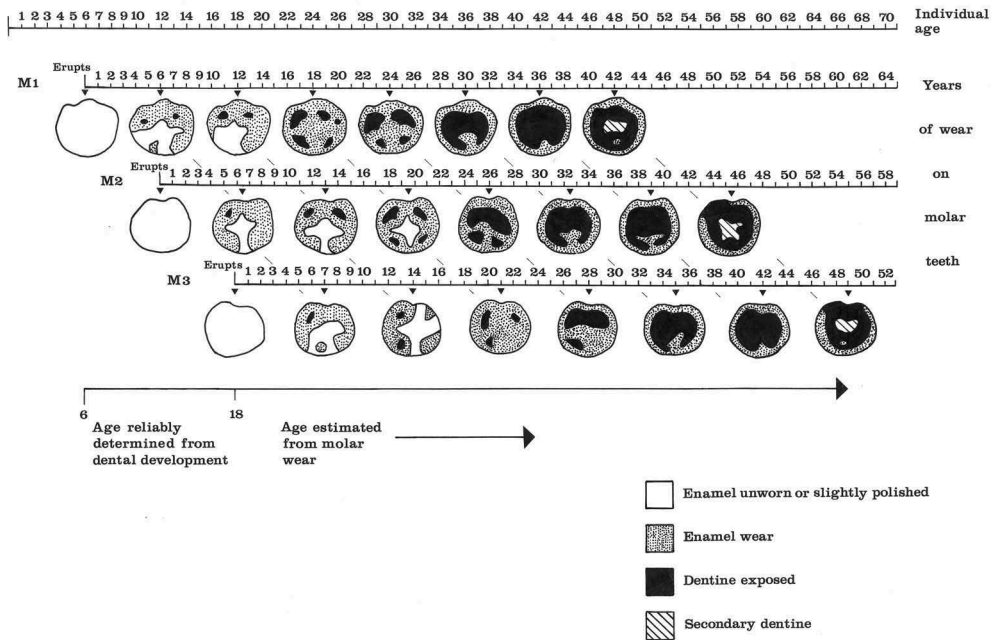 1 2 3 4 5 6 7 8 9 10 12 14 16 18 20 22 24 26 28 30 32 34 36 38 40 42 44 46 48 50 52 54 56 58 60 62 64 66 68 70
Individual
age
M1
Erupts
1 2 3 4 5 6 7 8 9 10 12 14 16 18 20 22 24 26 28 30 32 34 36 38 40 42 44 46 48 50 52 54 56 58 60 62 64
Years
of wear
M2
Erupts
1 2 3 4 5 6 7 8 9 10 12 14 16 18 20 22 24 26 28 30 32 34 36 38 40 42 44 46 48 50 52 54 56 58
on
molar
M3
Erupts
1 2 3 4 5 6 7 8 9 10 12 14 16 18 20 22 24 26 28 30 32 34 36 38 40 42 44 46 48 50 52
teeth
6
18
Age reliably
determined from
dental development
Age estimated
from molar
wear
Enamel unworn or slightly polished
Enamel wear
Dentine exposed
Secondary dentine